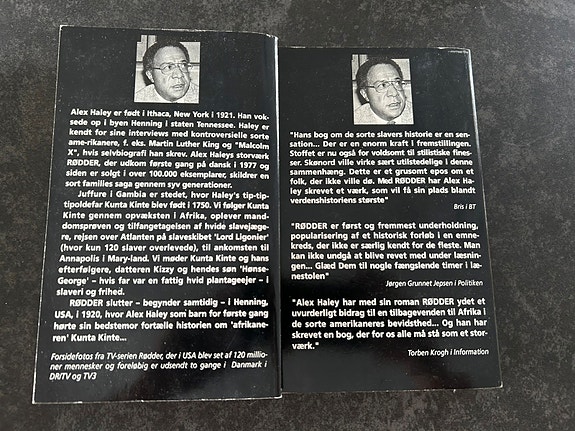 Alex Haley er født i Ithaca, New York i 1921. Han vok-
sede op i byen Henning i staten Tennessee. Haley er
kendt for sine interviews med kontroversielle sorte
ame-rikanere, f. eks. Martin Luther King og "Malcolm
X", hvis selvbiografi han skrev. Alex Haleys storværk
RØDDER, der udkom første gang på dansk i 1977 og
siden er solgt i over 100.000 eksemplarer, skildrer en
sort families saga gennem syv generationer.
Juffure i Gambia er stedet, hvor Haley's tip-tip-
tipoldefar Kunta Kinte blev født i 1750. Vi følger Kunta
Kinte gennem opvæksten i Afrika, oplever mand-
domsprøven og tilfangetagelsen af hvide slavejæge-
re, rejsen over Atlanten på slaveskibet 'Lord Ligonier'
(hvor kun 120 slaver overlevede), til ankomsten til
Annapolis i Mary-land. Vi møder Kunta Kinte og hans
efterfølgere, datteren Kizzy og hendes søn 'Hønse-
George' – hvis far var en fattig hvid plantageejer – i
slaveri og frihed.
RØDDER slutter – begynder samtidig – i Henning,
USA, i 1920, hvor Alex Haley som barn for første gang
hørte sin bedstemor fortælle historien om 'afrikane-
ren' Kunta Kinte...
Forsidefotos fra TV-serien Rødder, der i USA blev set af 120 millio-
ner mennesker og foreløbig er udsendt to gange i Danmark i
DR/TV og TV3
"Hans bog om de sorte slavers historie er en sen-
sation... Der er en enorm kraft i fremstillingen.
Stoffet er nu også for voldsomt til stilistiske fines-
ser. Skønord ville virke sært utilstedelige i denne
sammenhæng. Dette er et grusomt epos om et
folk, der ikke ville dø. Med RØDDER har Alex Ha-
ley skrevet et værk, som vil få sin plads blandt
verdenshistoriens største"
Bris i BT
"RØDDER er først og fremmest underholdning,
popularisering af et historisk forløb i en emne-
kreds, der ikke er særlig kendt for de fleste. Man
kan ikke undgå at blive revet med under læsnin-
gen... Glæd Dem til nogle fængslende timer i læ-
nestolen"
Jørgen Grunnet Jepsen i Politiken
"Alex Haley har med sin roman RØDDER ydet et
uvurderligt bidrag til en tilbagevenden til Afrika i
de sorte amerikaneres bevidsthed... Og han har
skrevet en bog, der for os alle må stå som et stor-
værk."
Torben Krogh i Information